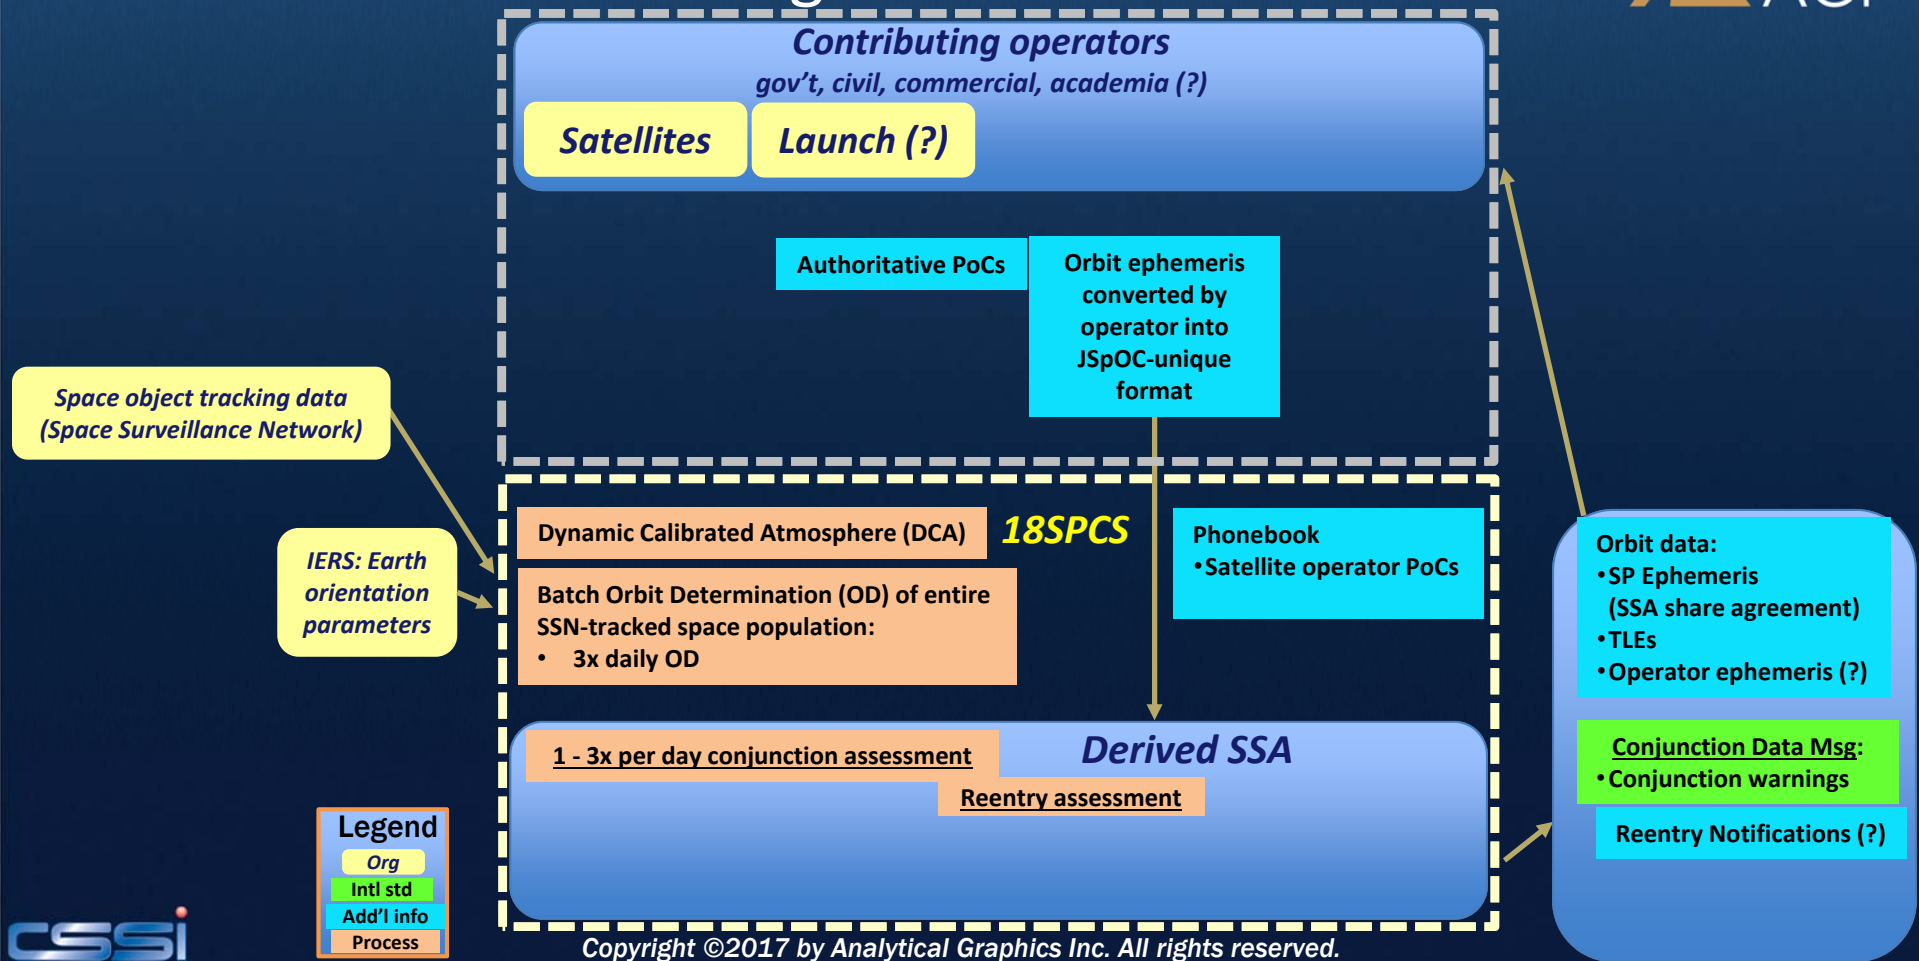 Contributing operators
gov't, civil, commercial, academia (?)
Satellites
Launch (?)
Authoritative PoCs
Orbit ephemeris
converted by
operator into
JSpOC-unique
format
Space object tracking data
(Space Surveillance Network)
IERS: Earth
orientation
parameters
Dynamic Calibrated Atmosphere (DCA)
18SPCS
Batch Orbit Determination (OD) of entire
SSN-tracked space population:
• 3x daily OD
Phonebook
•Satellite operator PoCs
Derived SSA
1 - 3x per day conjunction assessment
Reentry assessment
Orbit data:
•SP Ephemeris
(SSA share agreement)
•TLEs
•Operator ephemeris (?)
Conjunction Data Msg:
•Conjunction warnings
Reentry Notifications (?)
Legend
Org
Intl std
Add'l info
Process
cssi
Copyright ©2017 by Analytical Graphics Inc. All rights reserved.